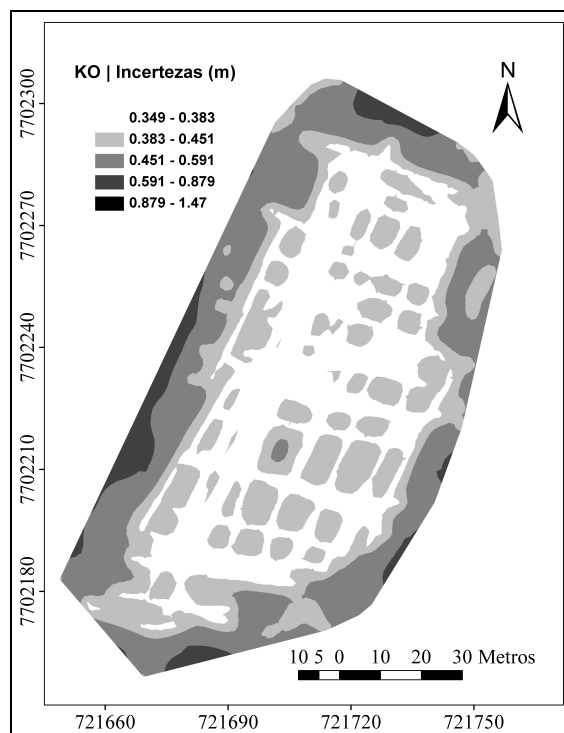 KO | Incertezas (m)
0.349 - 0.383
0.383 - 0.451
0.451 - 0.591
0.591 - 0.879
0.879 - 1.47
N
7702300
7702270
7702240
7702210
7702180
10 5 0 10 20 30 Metros
721660 721690 721720 721750